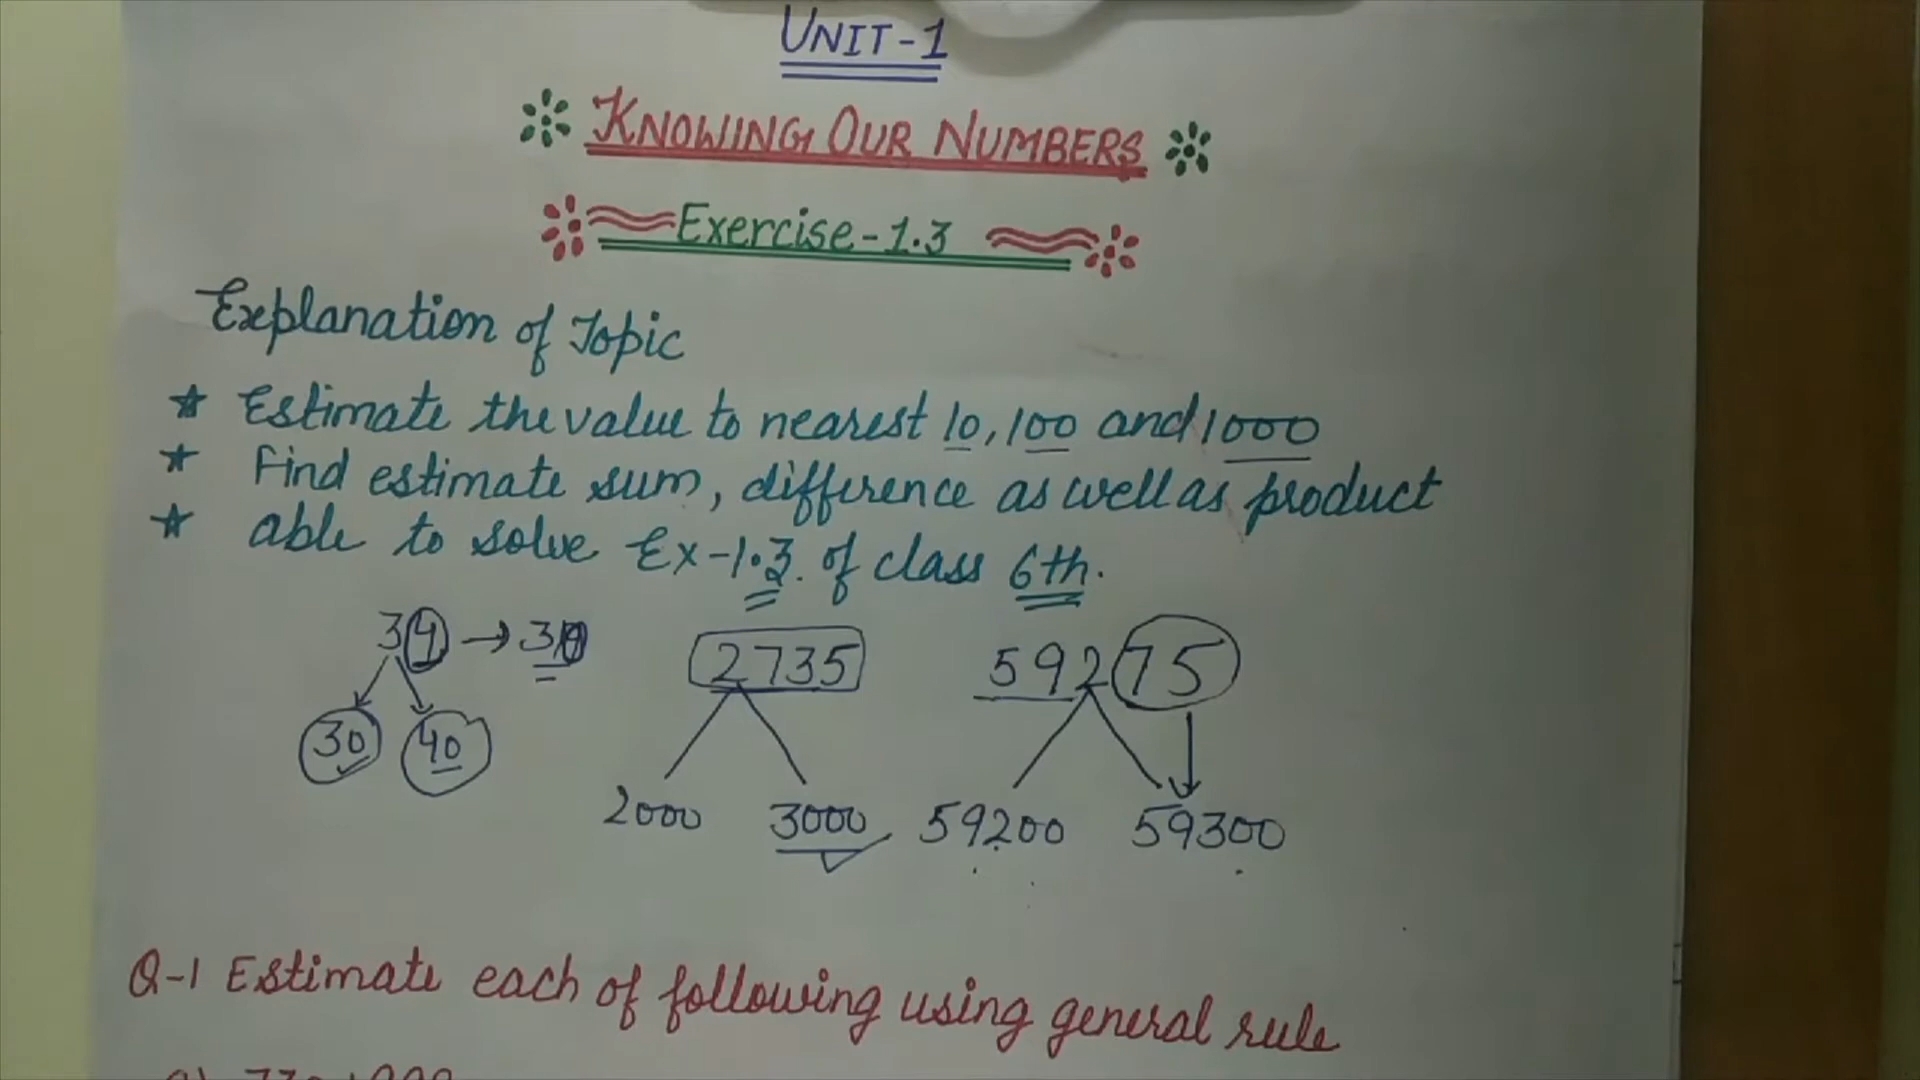 UNIT-1
KNOWING OUR NUMBERS
Exercise-1.3
Explanation of Topic
* Estimate the value to nearest 10, 100 and 1000
* Find estimate sum, difference as well as product
* able to solve Ex-1.3. of class 6th.
34 → 2735 59275
30 40
2000 3000 59200 59300
Q-1 Estimate each of following using general rule